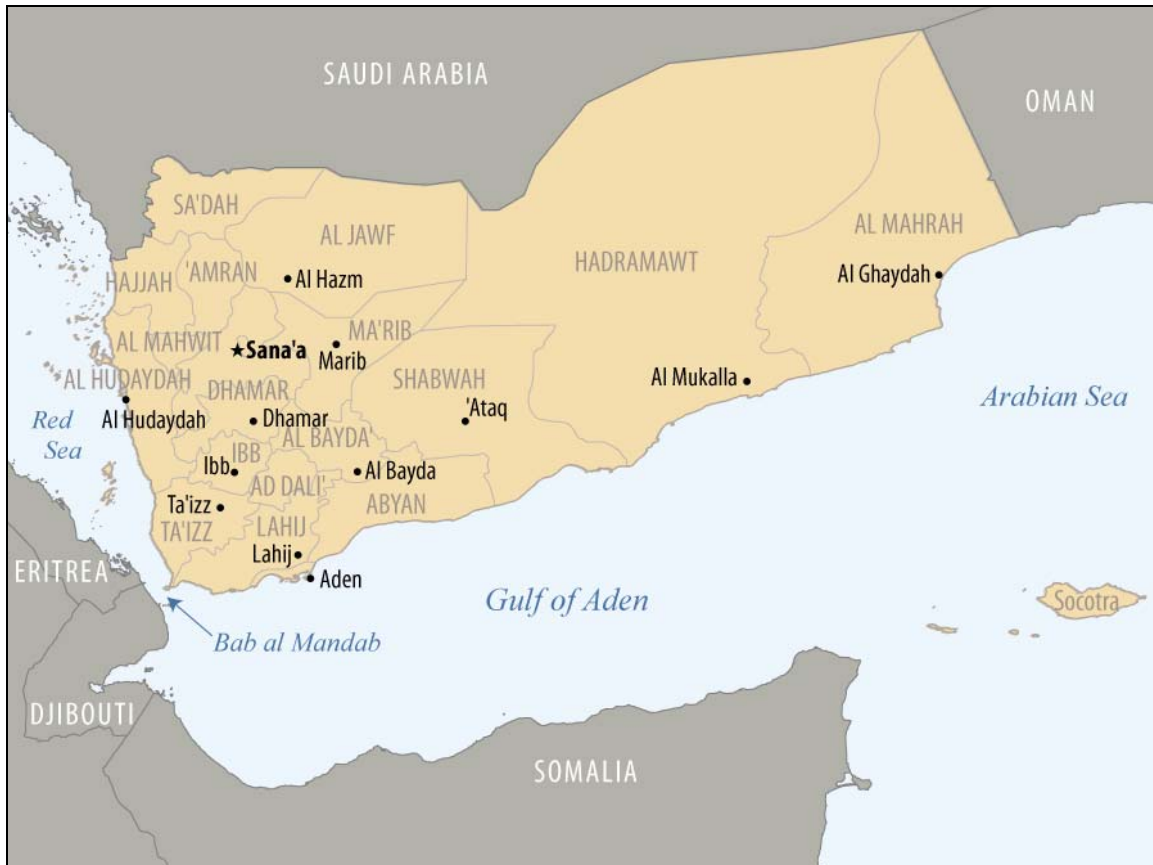 SAUDI ARABIA
OMAN
SA'DAH
AL JAWF
AL MAHRAH
HADRAMAWT
'AMRAN
HAJJAH
Al Hazm
Al Ghaydah
MA'RIB
AL MAHWIT
Sana'a
Marib
AL HUDAYDAH
DHAMAR
SHABWAH
Al Mukalla
'Ataq
Arabian Sea
Red
Sea
Al Hudaydah
Dhamar
AL BAYDA'
IBB
Ibb
Al Bayda
AD DALI'
ABYAN
Ta'izz
TA'IZZ
LAHIJ
Lahij
Aden
ERITREA
Gulf of Aden
Socotra
Bab al Mandab
DJIBOUTI
SOMALIA